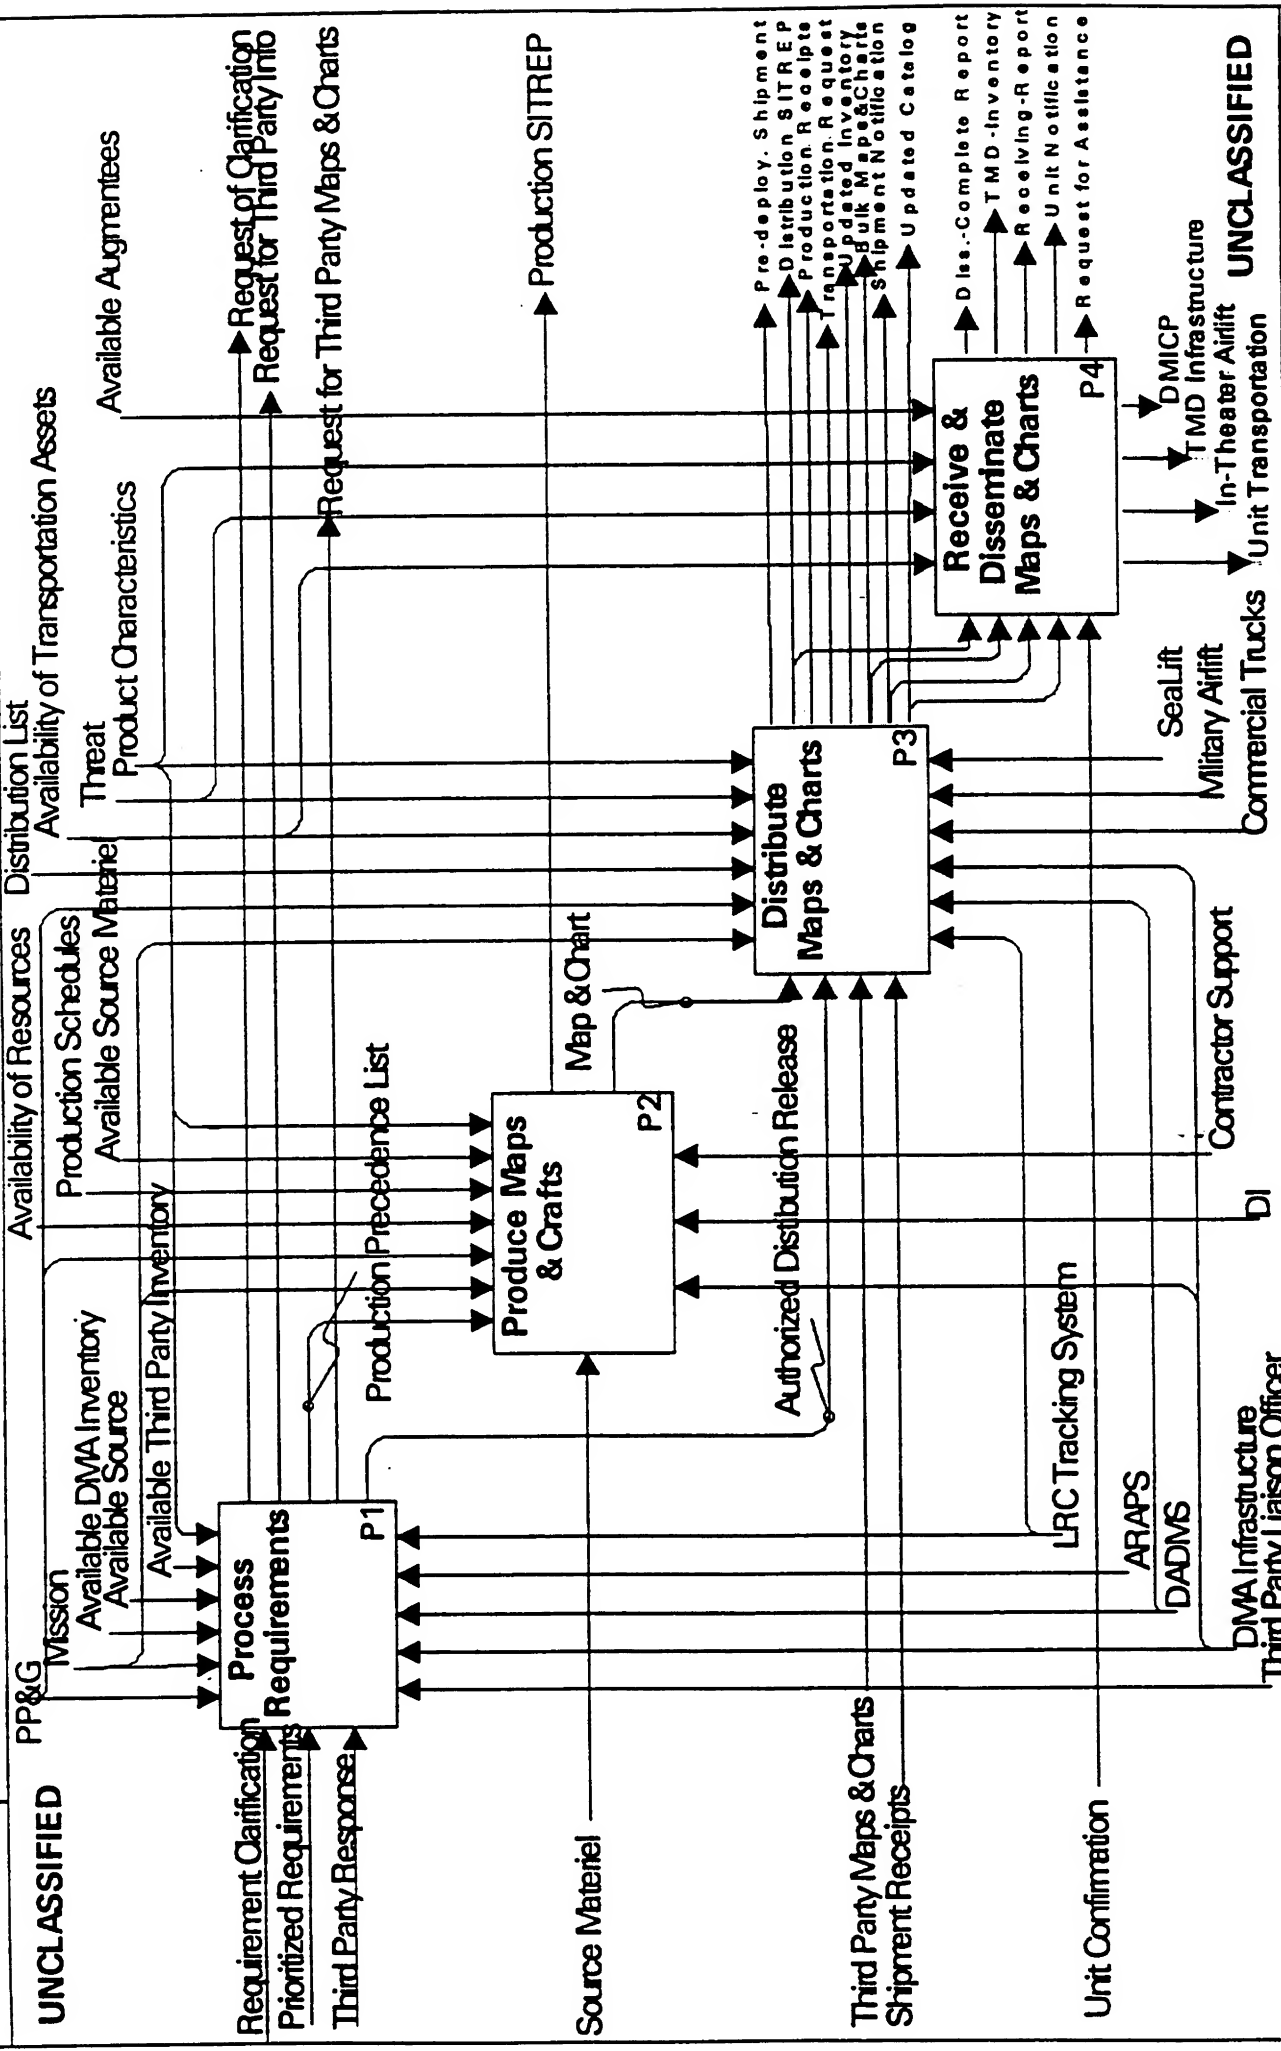 UNCLASSIFIED
PP&G
Mission
Available DMA Inventory
Available Source
Available Third Party Inventory
Availability of Resources
Production Schedules
Available Source Materiel
Distribution List
Availability of Transportation Assets
Threat
Product Characteristics
Available Augmentees
Requirement Clarification
Prioritized Requirements
Third Party Response
Process
Requirements
P1
Request of Clarification
Request for Third Party Info
Request for Third Party Maps & Charts
Production Precedence List
Source Materiel
Produce Maps
& Crafts
P2
Production SITREP
Map & Chart
Authorized Distribution Release
Third Party Maps & Charts
Shipment Receipts
Distribute
Maps & Charts
P3
Pre-deploy. Shipment
Distribution SITREP
Production Receipts
Transportation Request
Updated Inventory
Bulk Maps&Charts
Shipment Notification
Updated Catalog
Unit Confirmation
Receive &
Disseminate
Maps & Charts
P4
Diss.-Complete Report
TMD-Inventory
Receiving-Report
Unit Notification
Request for Assistance
LRC Tracking System
ARAPS
DADMS
DMA Infrastructure
Third Party Liaison Officer
DI
Contractor Support
SeaLift
Military Airlift
Commercial Trucks
DMICP
TMD Infrastructure
In-Theater Airlift
Unit Transportation
UNCLASSIFIED